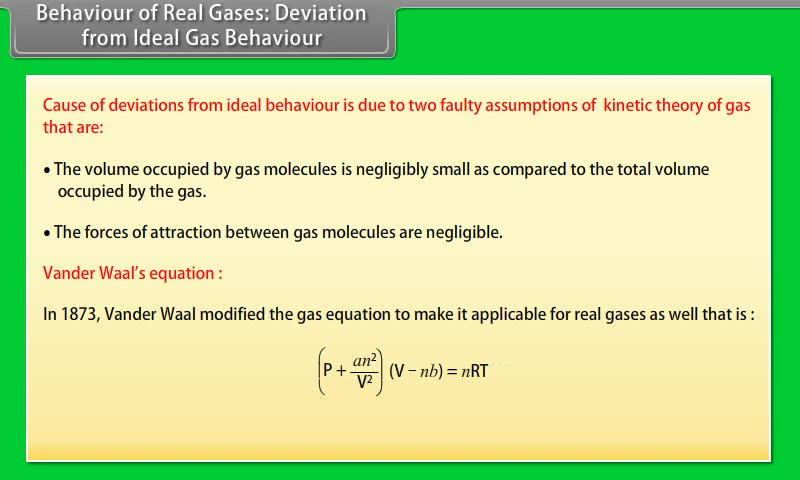 Behaviour of Real Gases: Deviation
from Ideal Gas Behaviour
Cause of deviations from ideal behaviour is due to two faulty assumptions of kinetic theory of gas
that are:
• The volume occupied by gas molecules is negligibly small as compared to the total volume
occupied by the gas.
• The forces of attraction between gas molecules are negligible.
Vander Waal's equation :
In 1873, Vander Waal modified the gas equation to make it applicable for real gases as well that is :
(P + an²/V²) (V – nb) = nRT